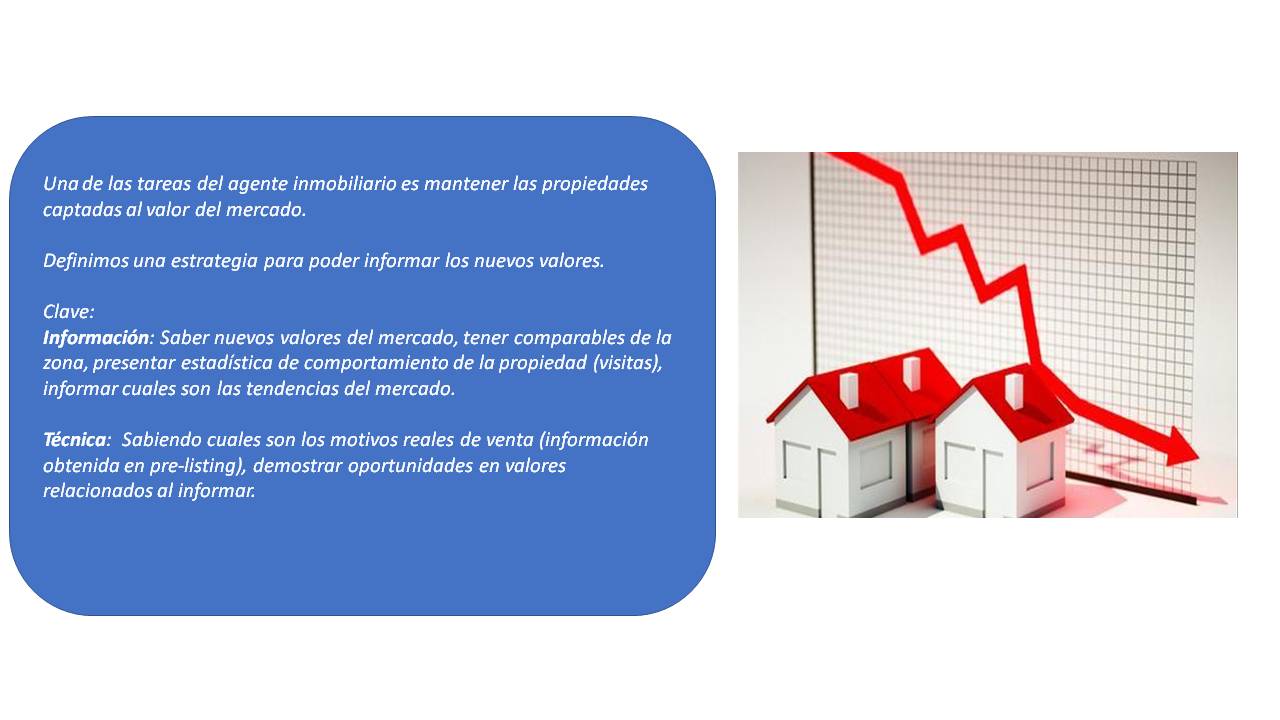 Una de las tareas del agente inmobiliario es mantener las propiedades
captadas al valor del mercado.
Definimos una estrategia para poder informar los nuevos valores.
Clave:
Información: Saber nuevos valores del mercado, tener comparables de la
zona, presentar estadística de comportamiento de la propiedad (visitas),
informar cuales son las tendencias del mercado.
Técnica: Sabiendo cuales son los motivos reales de venta (información
obtenida en pre-listing), demostrar oportunidades en valores
relacionados al informar.